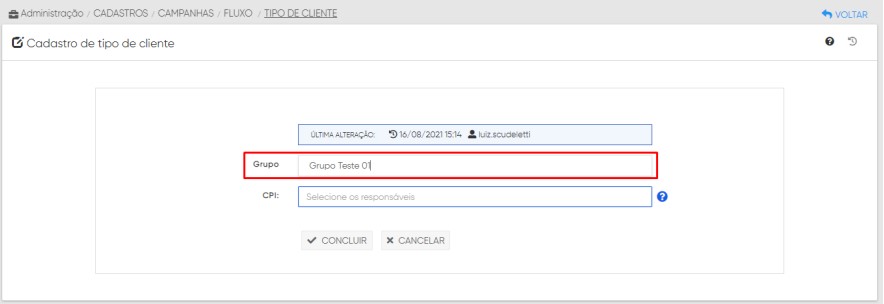 Administração / CADASTROS / CAMPANHAS / FLUXO / TIPO DE CLIENTE
VOLTAR
Cadastro de tipo de cliente
ÚLTIMA ALTERAÇÃO: 16/08/2021 15:14 luiz.scudeletti
Grupo Grupo Teste 01
CPI: Selecione os responsáveis
CONCLUIR CANCELAR